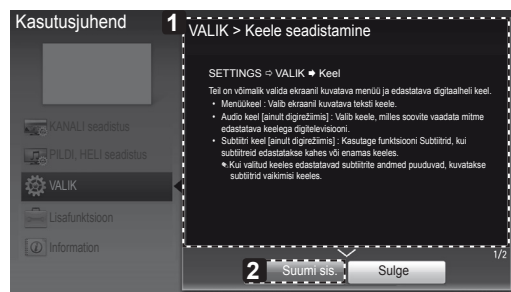 Kasutusjuhend
1
VALIK > Keele seadistamine
SETTINGS ⇨ VALIK ➡ Keel
Teil on võimalik valida ekraanil kuvatava menüü ja edastatava digitaalheli keel.
• Menüükeel : Valib ekraanil kuvatava teksti keele.
• Audio keel [ainult digirežiimis] : Valib keele, milles soovite vaadata mitme
edastatava keelega digitelevisiooni.
• Subtiitri keel [ainult digirežiimis] : Kasutage funktsiooni Subtiitrid, kui
subtiitreid edastatakse kahes või enamas keeles.
Kui valitud keeles edastatavad subtiitrite andmed puuduvad, kuvatakse
subtiitrid vaikimisi keeles.
KANALI seadistus
PILDI, HELI seadistus
VALIK
Lisafunktsioon
Information
1/2
2
Suumi sis.
Sulge